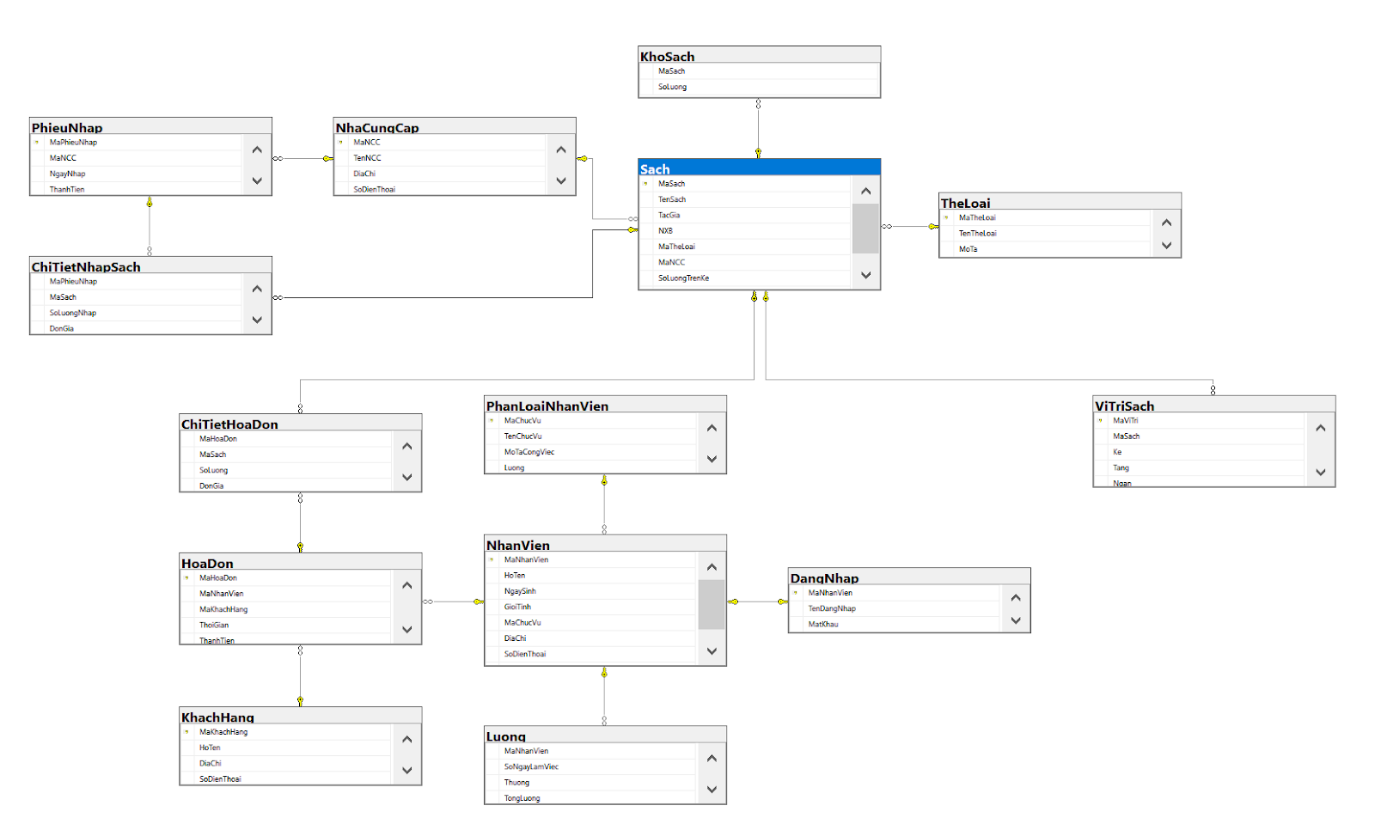 KhoSach
MaSach
SoLuong
PhieuNhap
MaPhieuNhap
MaNCC
NgayNhap
ThanhTien
NhaCungCap
MaNCC
TenNCC
DiaChi
SoDienThoai
Sach
MaSach
TenSach
TacGia
NXB
MaTheLoai
MaNCC
SoLuongTrenKe
TheLoai
MaTheLoai
TenTheLoai
MoTa
ChiTietNhapSach
MaPhieuNhap
MaSach
SoLuongNhap
DonGia
ChiTietHoaDon
MaHoaDon
MaSach
SoLuong
DonGia
PhanLoaiNhanVien
MaChucVu
TenChucVu
MoTaCongViec
Luong
ViTriSach
MaViTri
MaSach
Ke
Tang
Ngan
HoaDon
MaHoaDon
MaNhanVien
MaKhachHang
ThoiGian
ThanhTien
NhanVien
MaNhanVien
HoTen
NgaySinh
GioiTinh
MaChucVu
DiaChi
SoDienThoai
DangNhap
MaNhanVien
TenDangNhap
MatKhau
KhachHang
MaKhachHang
HoTen
DiaChi
SoDienThoai
Luong
MaNhanVien
SoNgayLamViec
Thuong
TongLuong